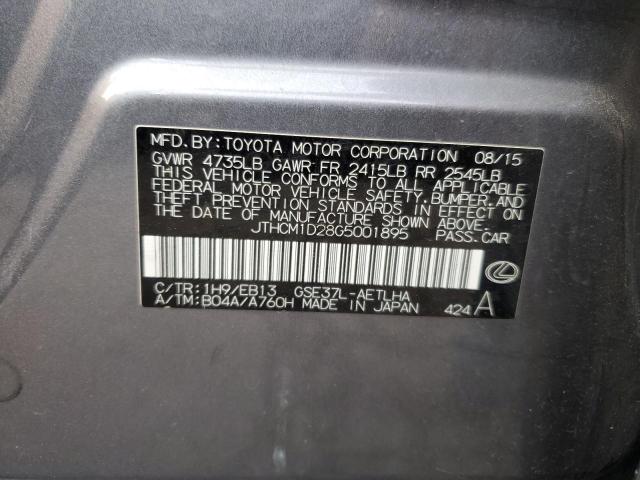 MFD.BY:TOYOTA MOTOR CORPORATION 08/15
GVWR 4735LB GAWR FR 2415LB RR 2545LB
THIS VEHICLE CONFORMS TO ALL APPLICABLE
FEDERAL MOTOR VEHICLE SAFETY,BUMPER,AND
THEFT PREVENTION STANDARDS IN EFFECT ON
THE DATE OF MANUFACTURE SHOWN ABOVE.
JTHCM1D28G5001895 PASS.CAR
C/TR:1H9/EB13 GSE37L-AETLHA
A/TM:B04A/A760H MADE IN JAPAN 424 A